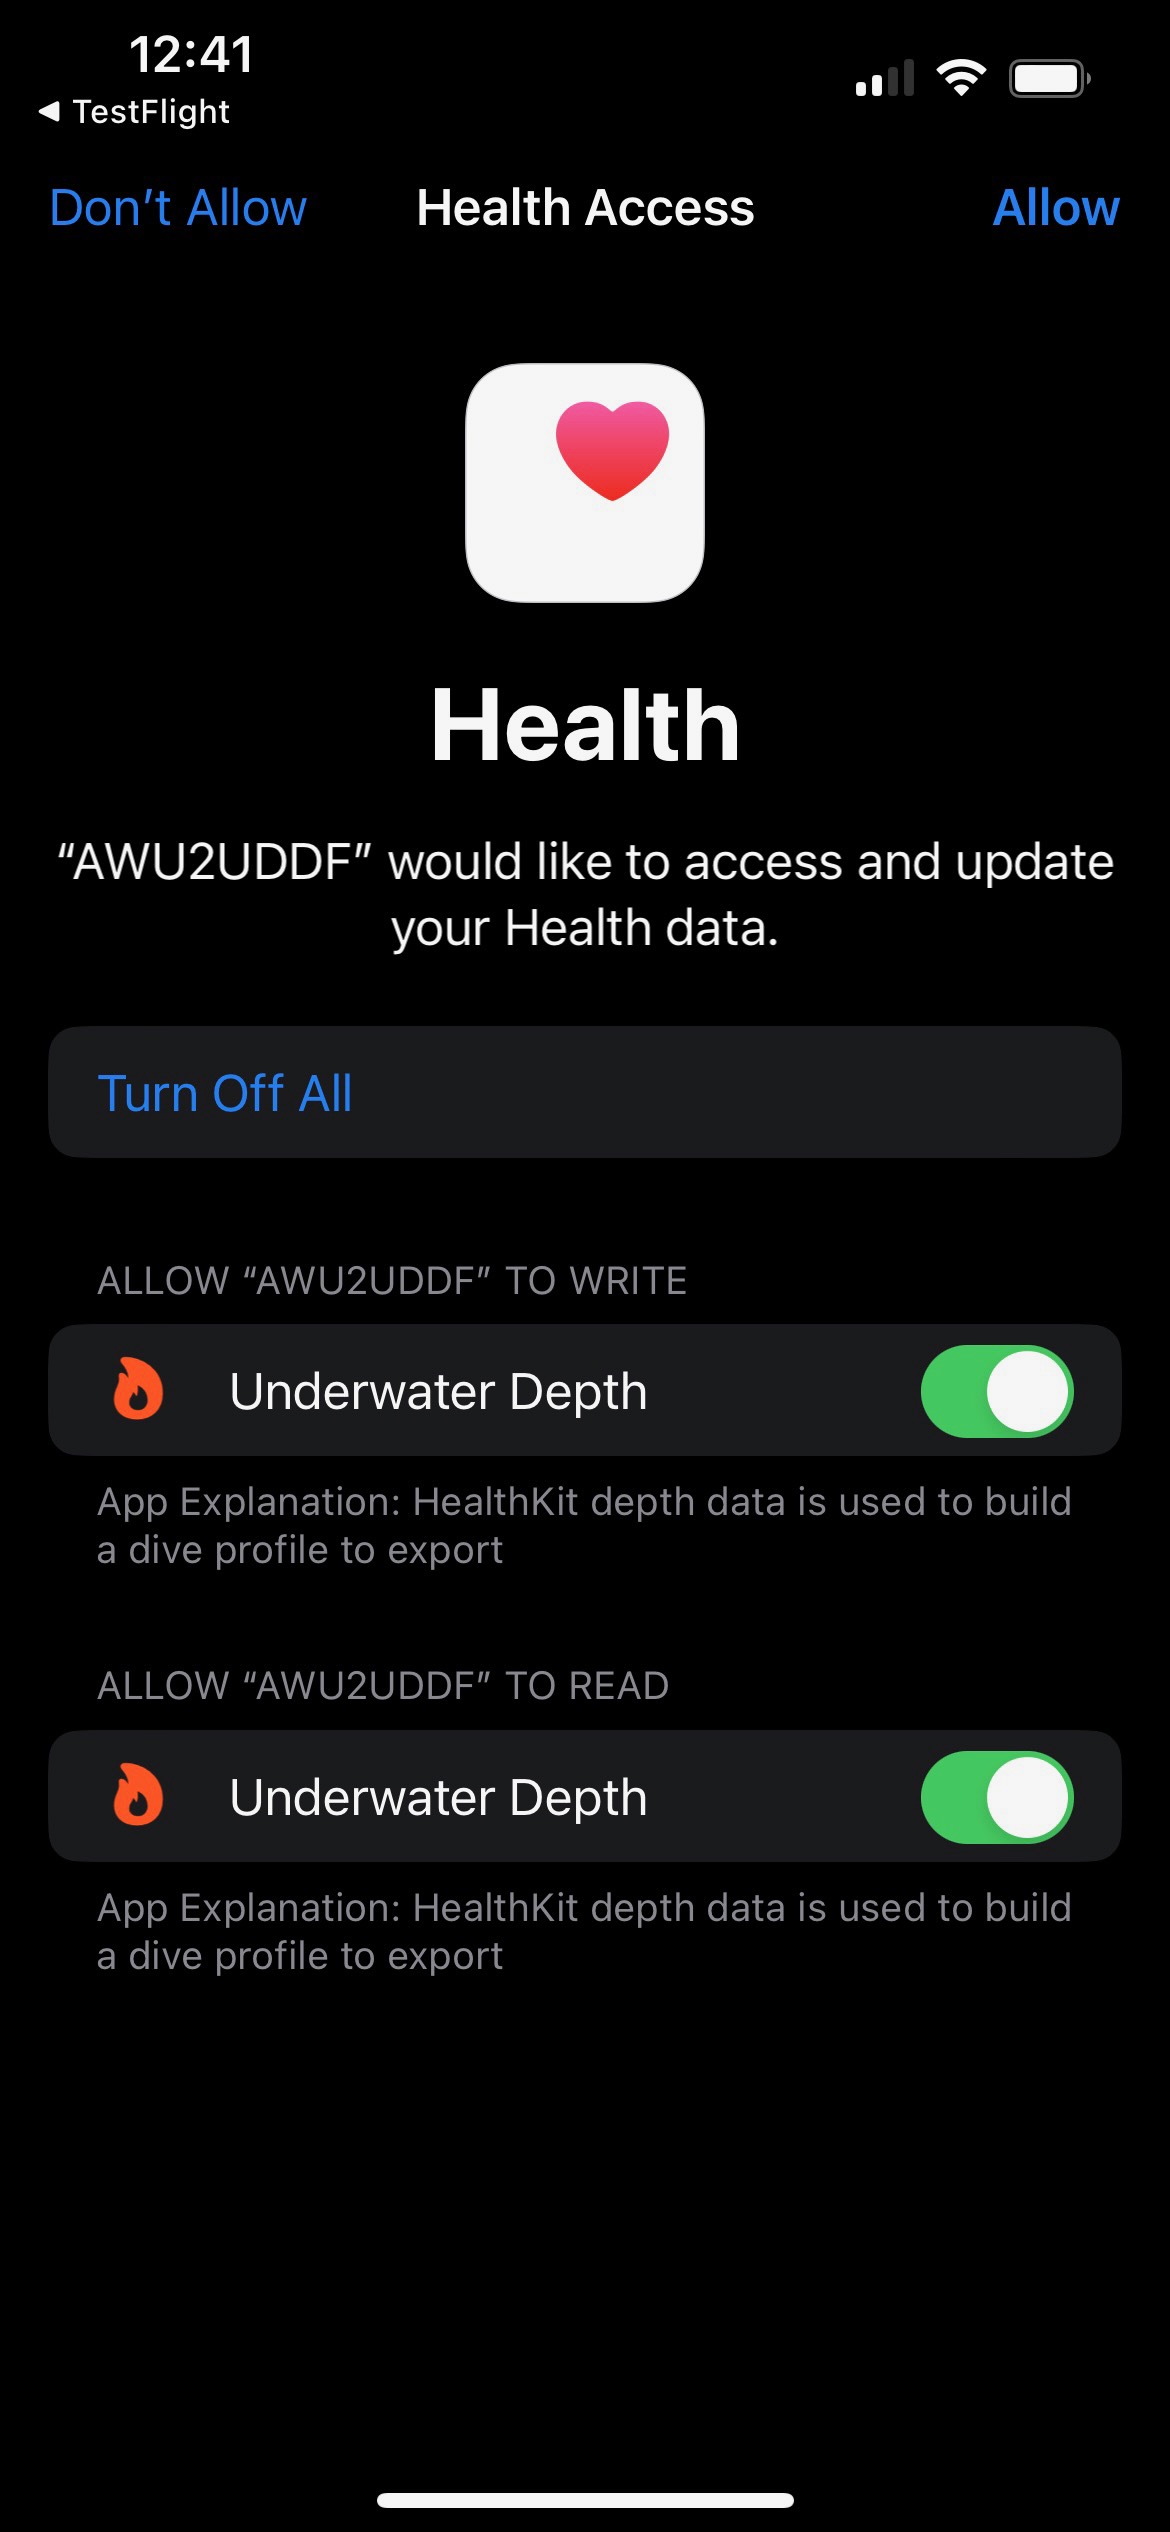 12:41
◀ TestFlight
Don’t Allow
Health Access
Allow
Health
“AWU2UDDF” would like to access and update
your Health data.
Turn Off All
ALLOW “AWU2UDDF” TO WRITE
Underwater Depth
App Explanation: HealthKit depth data is used to build
a dive profile to export
ALLOW “AWU2UDDF” TO READ
Underwater Depth
App Explanation: HealthKit depth data is used to build
a dive profile to export